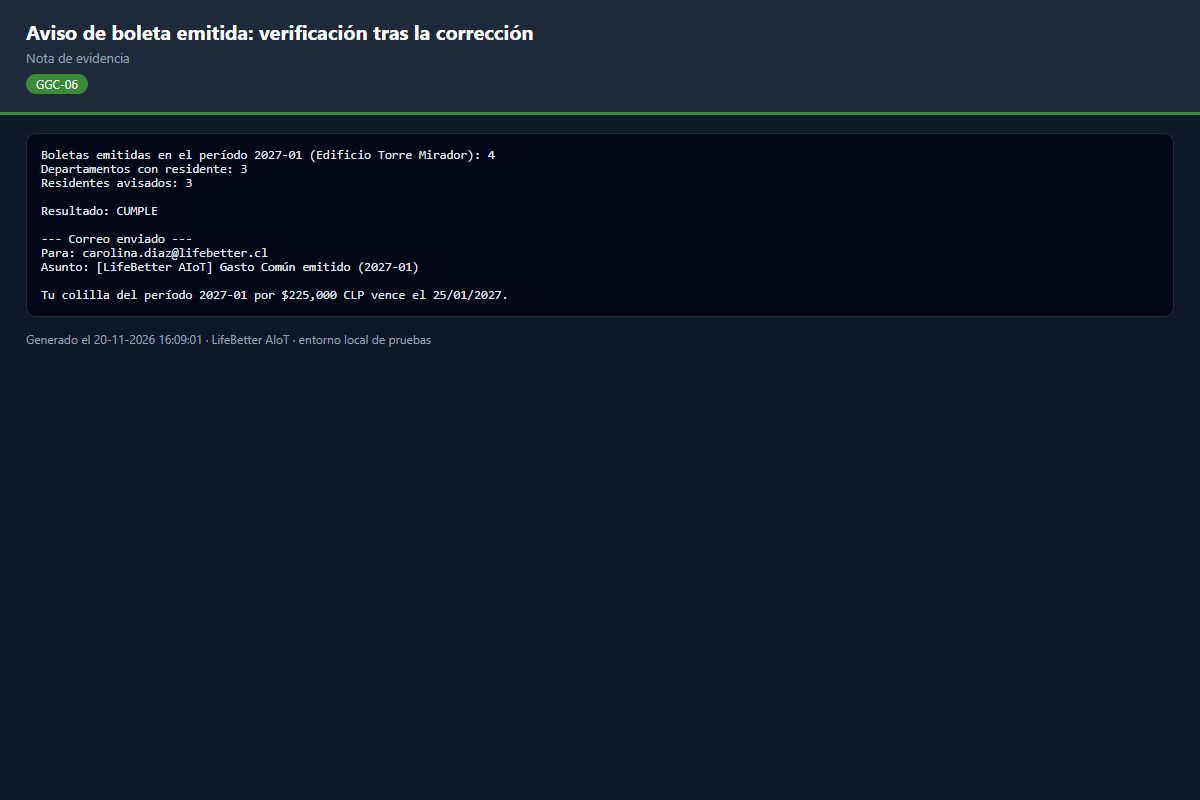 Aviso de boleta emitida: verificación tras la corrección
Nota de evidencia
GGC-06
Boletas emitidas en el período 2027-01 (Edificio Torre Mirador): 4
Departamentos con residente: 3
Residentes avisados: 3
Resultado: CUMPLE
--- Correo enviado ---
Para: carolina.diaz@lifebetter.cl
Asunto: [LifeBetter AIoT] Gasto Común emitido (2027-01)
Tu colilla del período 2027-01 por $225,000 CLP vence el 25/01/2027.
Generado el 20-11-2026 16:09:01 · LifeBetter AIoT · entorno local de pruebas